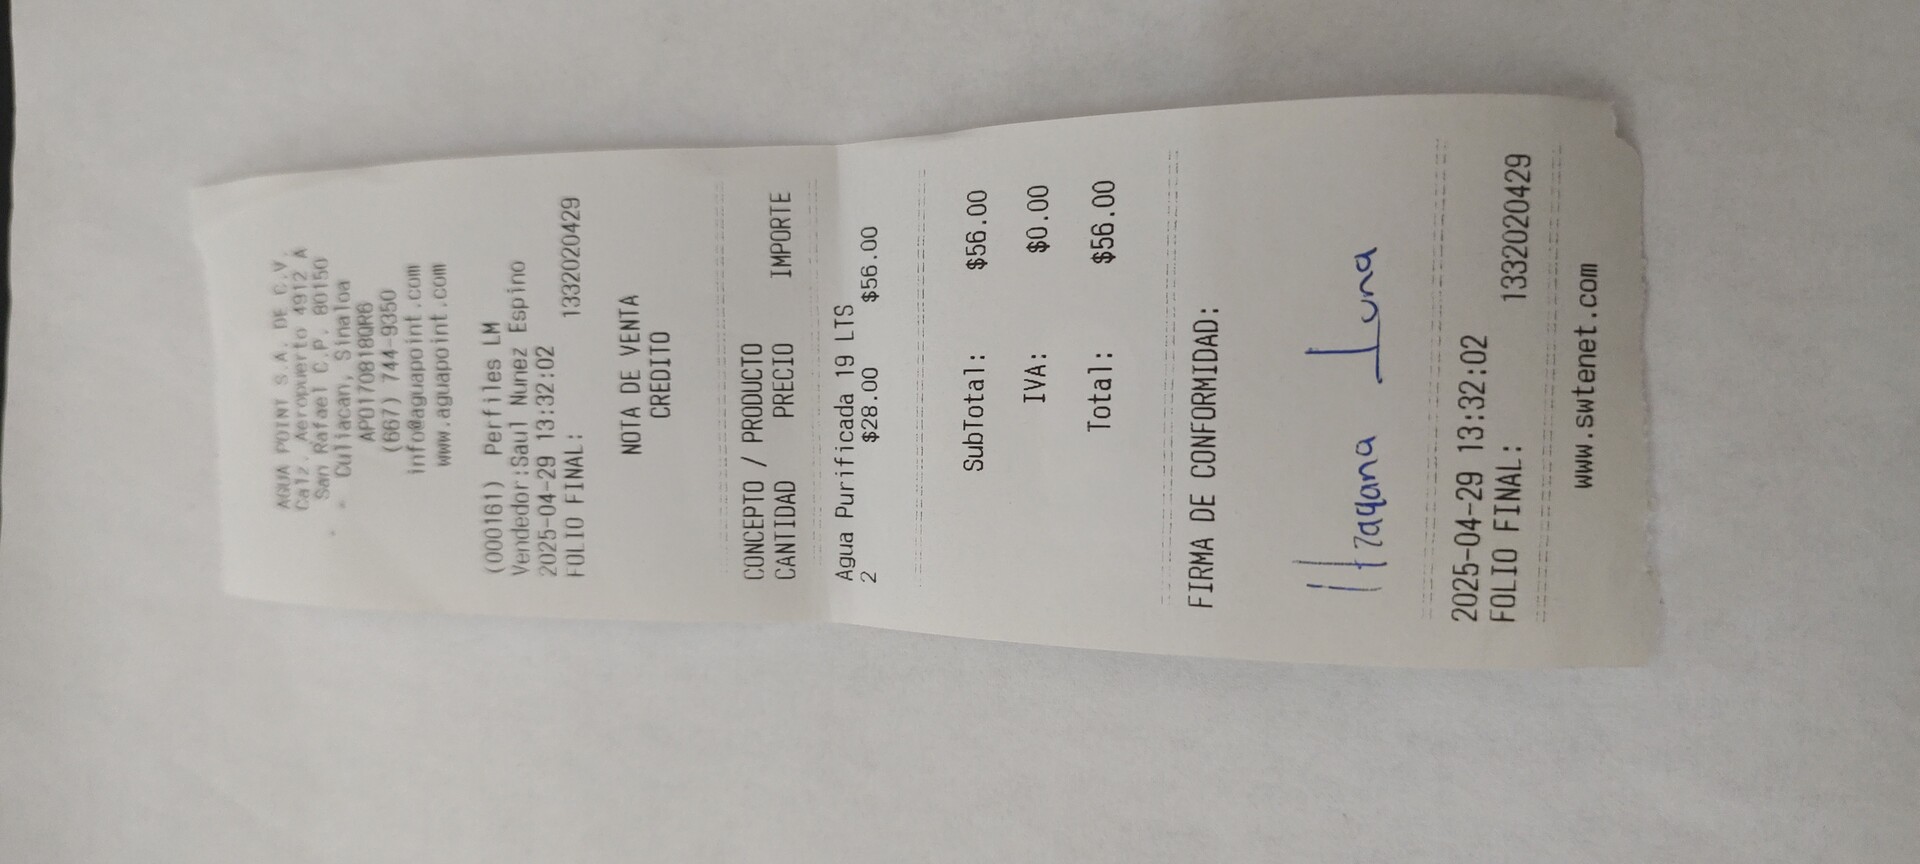 AGUA POINT S.A. DE C.V.
Calz. Aeropuerto 4912 A
San Rafael C.P. 80150
Culiacan, Sinaloa
APO170818QR6
(667) 744-9350
info@aguapoint.com
www.aguapoint.com
(000161) Perfiles LM
Vendedor:Saul Nunez Espino
2025-04-29 13:32:02
FOLIO FINAL: 1332020429
NOTA DE VENTA
CREDITO
CONCEPTO / PRODUCTO
CANTIDAD PRECIO IMPORTE
Agua Purificada 19 LTS
2 $28.00 $56.00
SubTotal: $56.00
IVA: $0.00
Total: $56.00
FIRMA DE CONFORMIDAD:
Luna
2025-04-29 13:32:02
FOLIO FINAL: 1332020429
www.swtenet.com